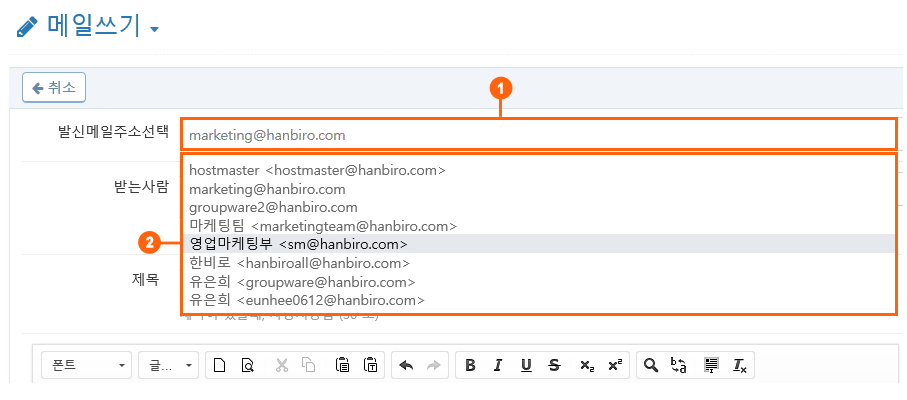 메일쓰기
취소
1
발신메일주소선택
marketing@hanbiro.com
받는사람
hostmaster <hostmaster@hanbiro.com>
marketing@hanbiro.com
groupware2@hanbiro.com
마케팅팀 <marketingteam@hanbiro.com>
2
영업마케팅부 <sm@hanbiro.com>
한비로 <hanbiroall@hanbiro.com>
제목
유은희 <groupware@hanbiro.com>
유은희 <eunhee0612@hanbiro.com>
폰트
글...
B I U S x₂ x²